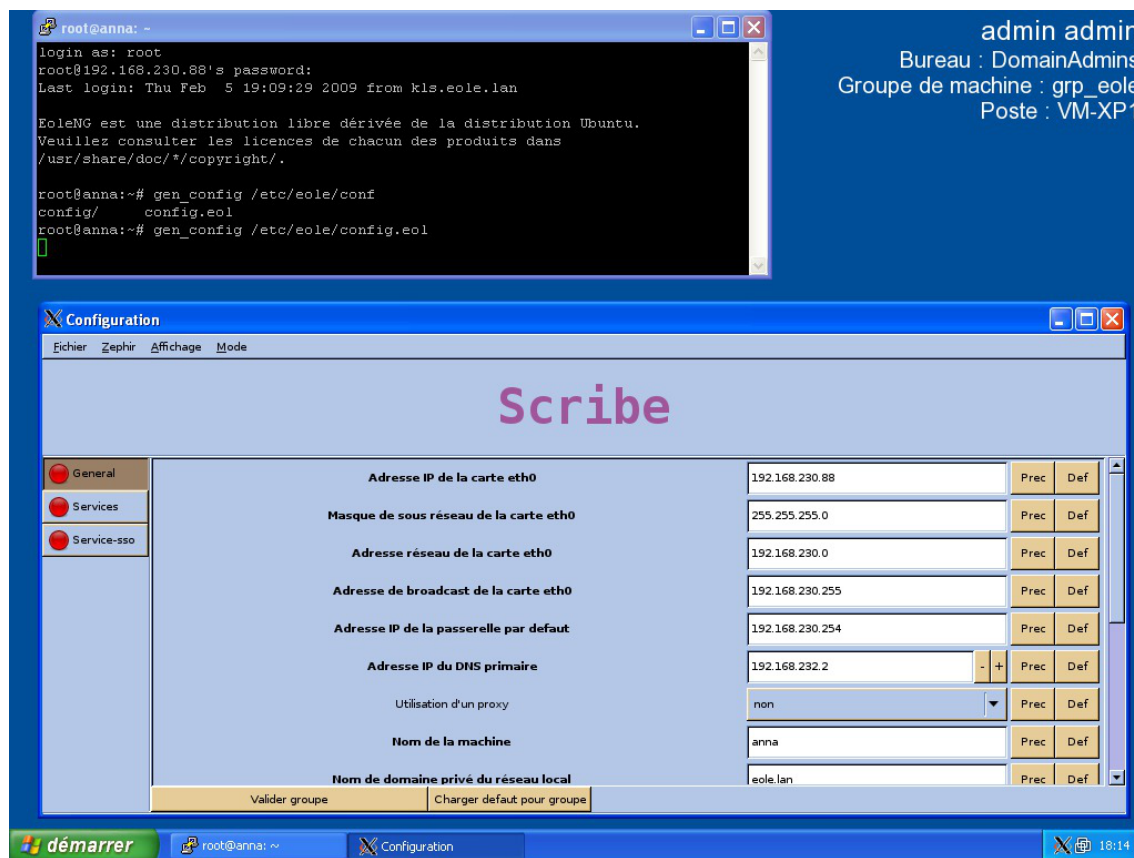 root@anna: ~
login as: root
root@192.168.230.88's password:
Last login: Thu Feb  5 19:09:29 2009 from kls.eole.lan
EoleNG est une distribution libre dérivée de la distribution Ubuntu.
Veuillez consulter les licences de chacun des produits dans
/usr/share/doc/*/copyright/.
root@anna:~# gen_config /etc/eole/conf
config/     config.eol
root@anna:~# gen_config /etc/eole/config.eol
admin admin
Bureau : DomainAdmins
Groupe de machine : grp_eole
Poste : VM-XP1
Configuration
Fichier Zephir Affichage Mode
Scribe
General
Services
Service-sso
Adresse IP de la carte eth0 192.168.230.88 Prec Def
Masque de sous réseau de la carte eth0 255.255.255.0 Prec Def
Adresse réseau de la carte eth0 192.168.230.0 Prec Def
Adresse de broadcast de la carte eth0 192.168.230.255 Prec Def
Adresse IP de la passerelle par defaut 192.168.230.254 Prec Def
Adresse IP du DNS primaire 192.168.232.2 - + Prec Def
Utilisation d'un proxy non Prec Def
Nom de la machine anna Prec Def
Nom de domaine privé du réseau local eole.lan Prec Def
Valider groupe Charger defaut pour groupe
démarrer root@anna: ~ Configuration 18:14